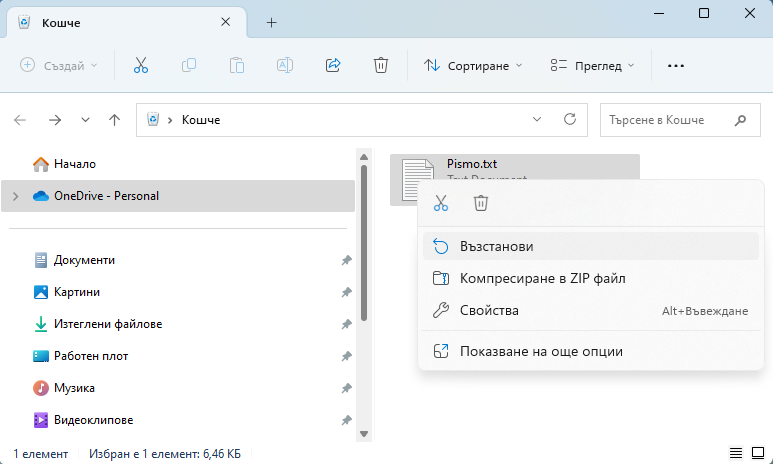 Кошче
Създай
Сортиране
Преглед
Кошче
Търсене в Кошче
Начало
OneDrive - Personal
Документи
Картини
Изтеглени файлове
Работен плот
Музика
Видеоклипове
Pismo.txt
Text Document
Възстанови
Компресиране в ZIP файл
Свойства Alt+Въвеждане
Показване на още опции
1 елемент Избран е 1 елемент: 6,46 КБ